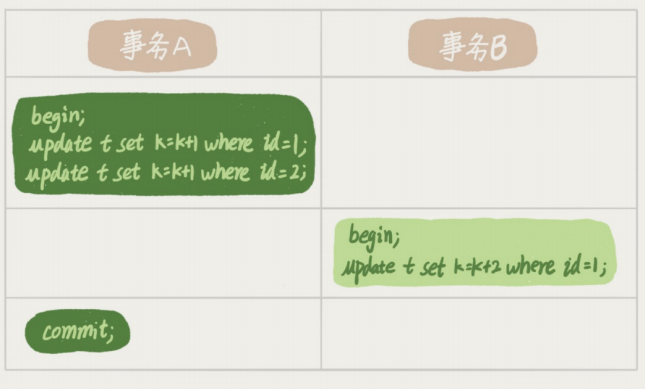 事务A
事务B
begin;
update t set k=k+1 where id=1;
update t set k=k+1 where id=2;
begin;
update t set k=k+2 where id=1;
commit;